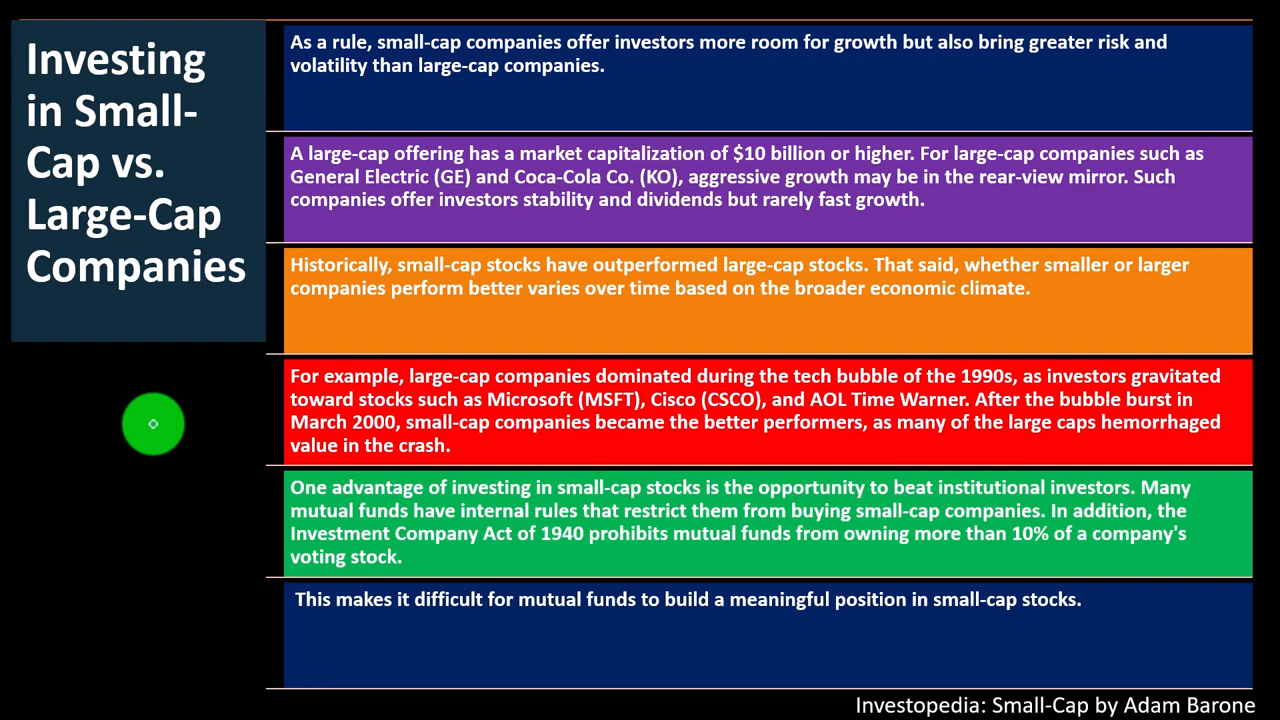 Investing
in Small-
Cap vs.
Large-Cap
Companies
As a rule, small-cap companies offer investors more room for growth but also bring greater risk and
volatility than large-cap companies.
A large-cap offering has a market capitalization of $10 billion or higher. For large-cap companies such as
General Electric (GE) and Coca-Cola Co. (KO), aggressive growth may be in the rear-view mirror. Such
companies offer investors stability and dividends but rarely fast growth.
Historically, small-cap stocks have outperformed large-cap stocks. That said, whether smaller or larger
companies perform better varies over time based on the broader economic climate.
For example, large-cap companies dominated during the tech bubble of the 1990s, as investors gravitated
toward stocks such as Microsoft (MSFT), Cisco (CSCO), and AOL Time Warner. After the bubble burst in
March 2000, small-cap companies became the better performers, as many of the large caps hemorrhaged
value in the crash.
One advantage of investing in small-cap stocks is the opportunity to beat institutional investors. Many
mutual funds have internal rules that restrict them from buying small-cap companies. In addition, the
Investment Company Act of 1940 prohibits mutual funds from owning more than 10% of a company's
voting stock.
This makes it difficult for mutual funds to build a meaningful position in small-cap stocks.
Investopedia: Small-Cap by Adam Barone